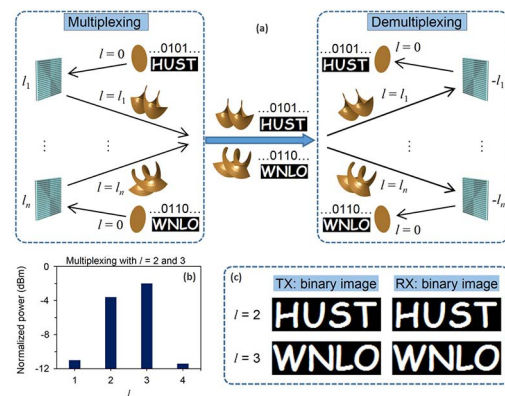 Multiplexing
Demultiplexing
(a)
l = 0
...0101...
HUST
l₁
l = l₁
...
...
l = lₙ
lₙ
...0110...
l = 0
WNLO
...0101...
HUST
...0110...
WNLO
...0101...
l = 0
HUST
l = l₁
-l₁
...
...
l = lₙ
-lₙ
...0110...
l = 0
WNLO
Multiplexing with l = 2 and 3
(b)
Normalized power (dBm)
0
-4
-8
-12
1 2 3 4
l
(c)
TX: binary image RX: binary image
l = 2 HUST HUST
l = 3 WNLO WNLO